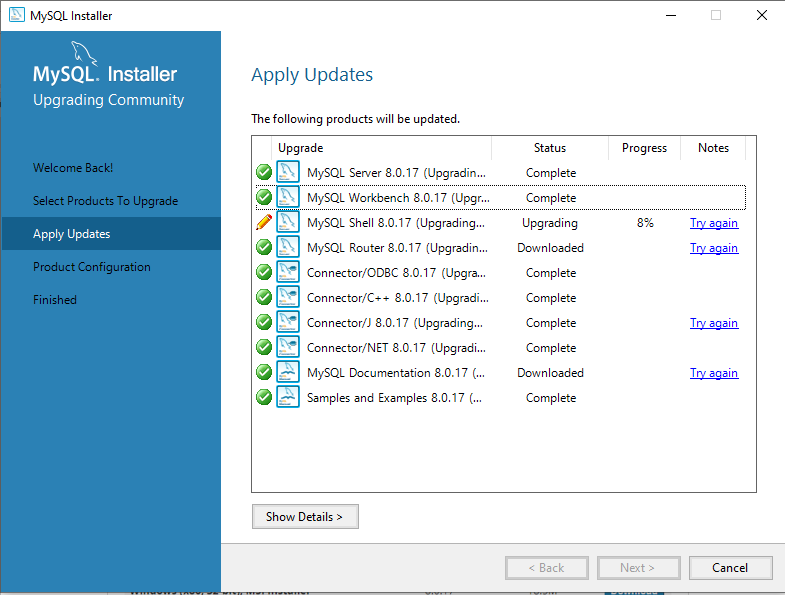 MySQL Installer
MySQL. Installer
Upgrading Community
Welcome Back!
Select Products To Upgrade
Apply Updates
Product Configuration
Finished
Apply Updates
The following products will be updated.
Upgrade Status Progress Notes
MySQL Server 8.0.17 (Upgradin... Complete
MySQL Workbench 8.0.17 (Upgr... Complete
MySQL Shell 8.0.17 (Upgrading... Upgrading 8% Try again
MySQL Router 8.0.17 (Upgradin... Downloaded Try again
Connector/ODBC 8.0.17 (Upgra... Complete
Connector/C++ 8.0.17 (Upgradi... Complete
Connector/J 8.0.17 (Upgrading... Complete Try again
Connector/NET 8.0.17 (Upgradi... Complete
MySQL Documentation 8.0.17 (... Downloaded Try again
Samples and Examples 8.0.17 (... Complete
Show Details >
< Back Next > Cancel